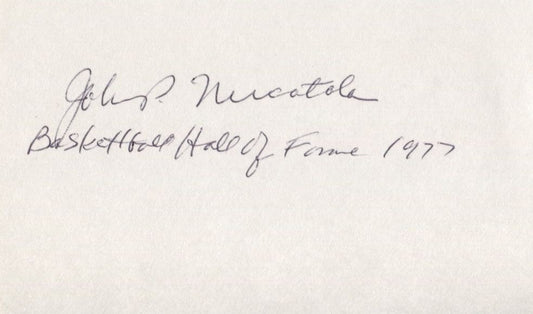 John P. Nucatola
Basketball Hall of Fame 1977